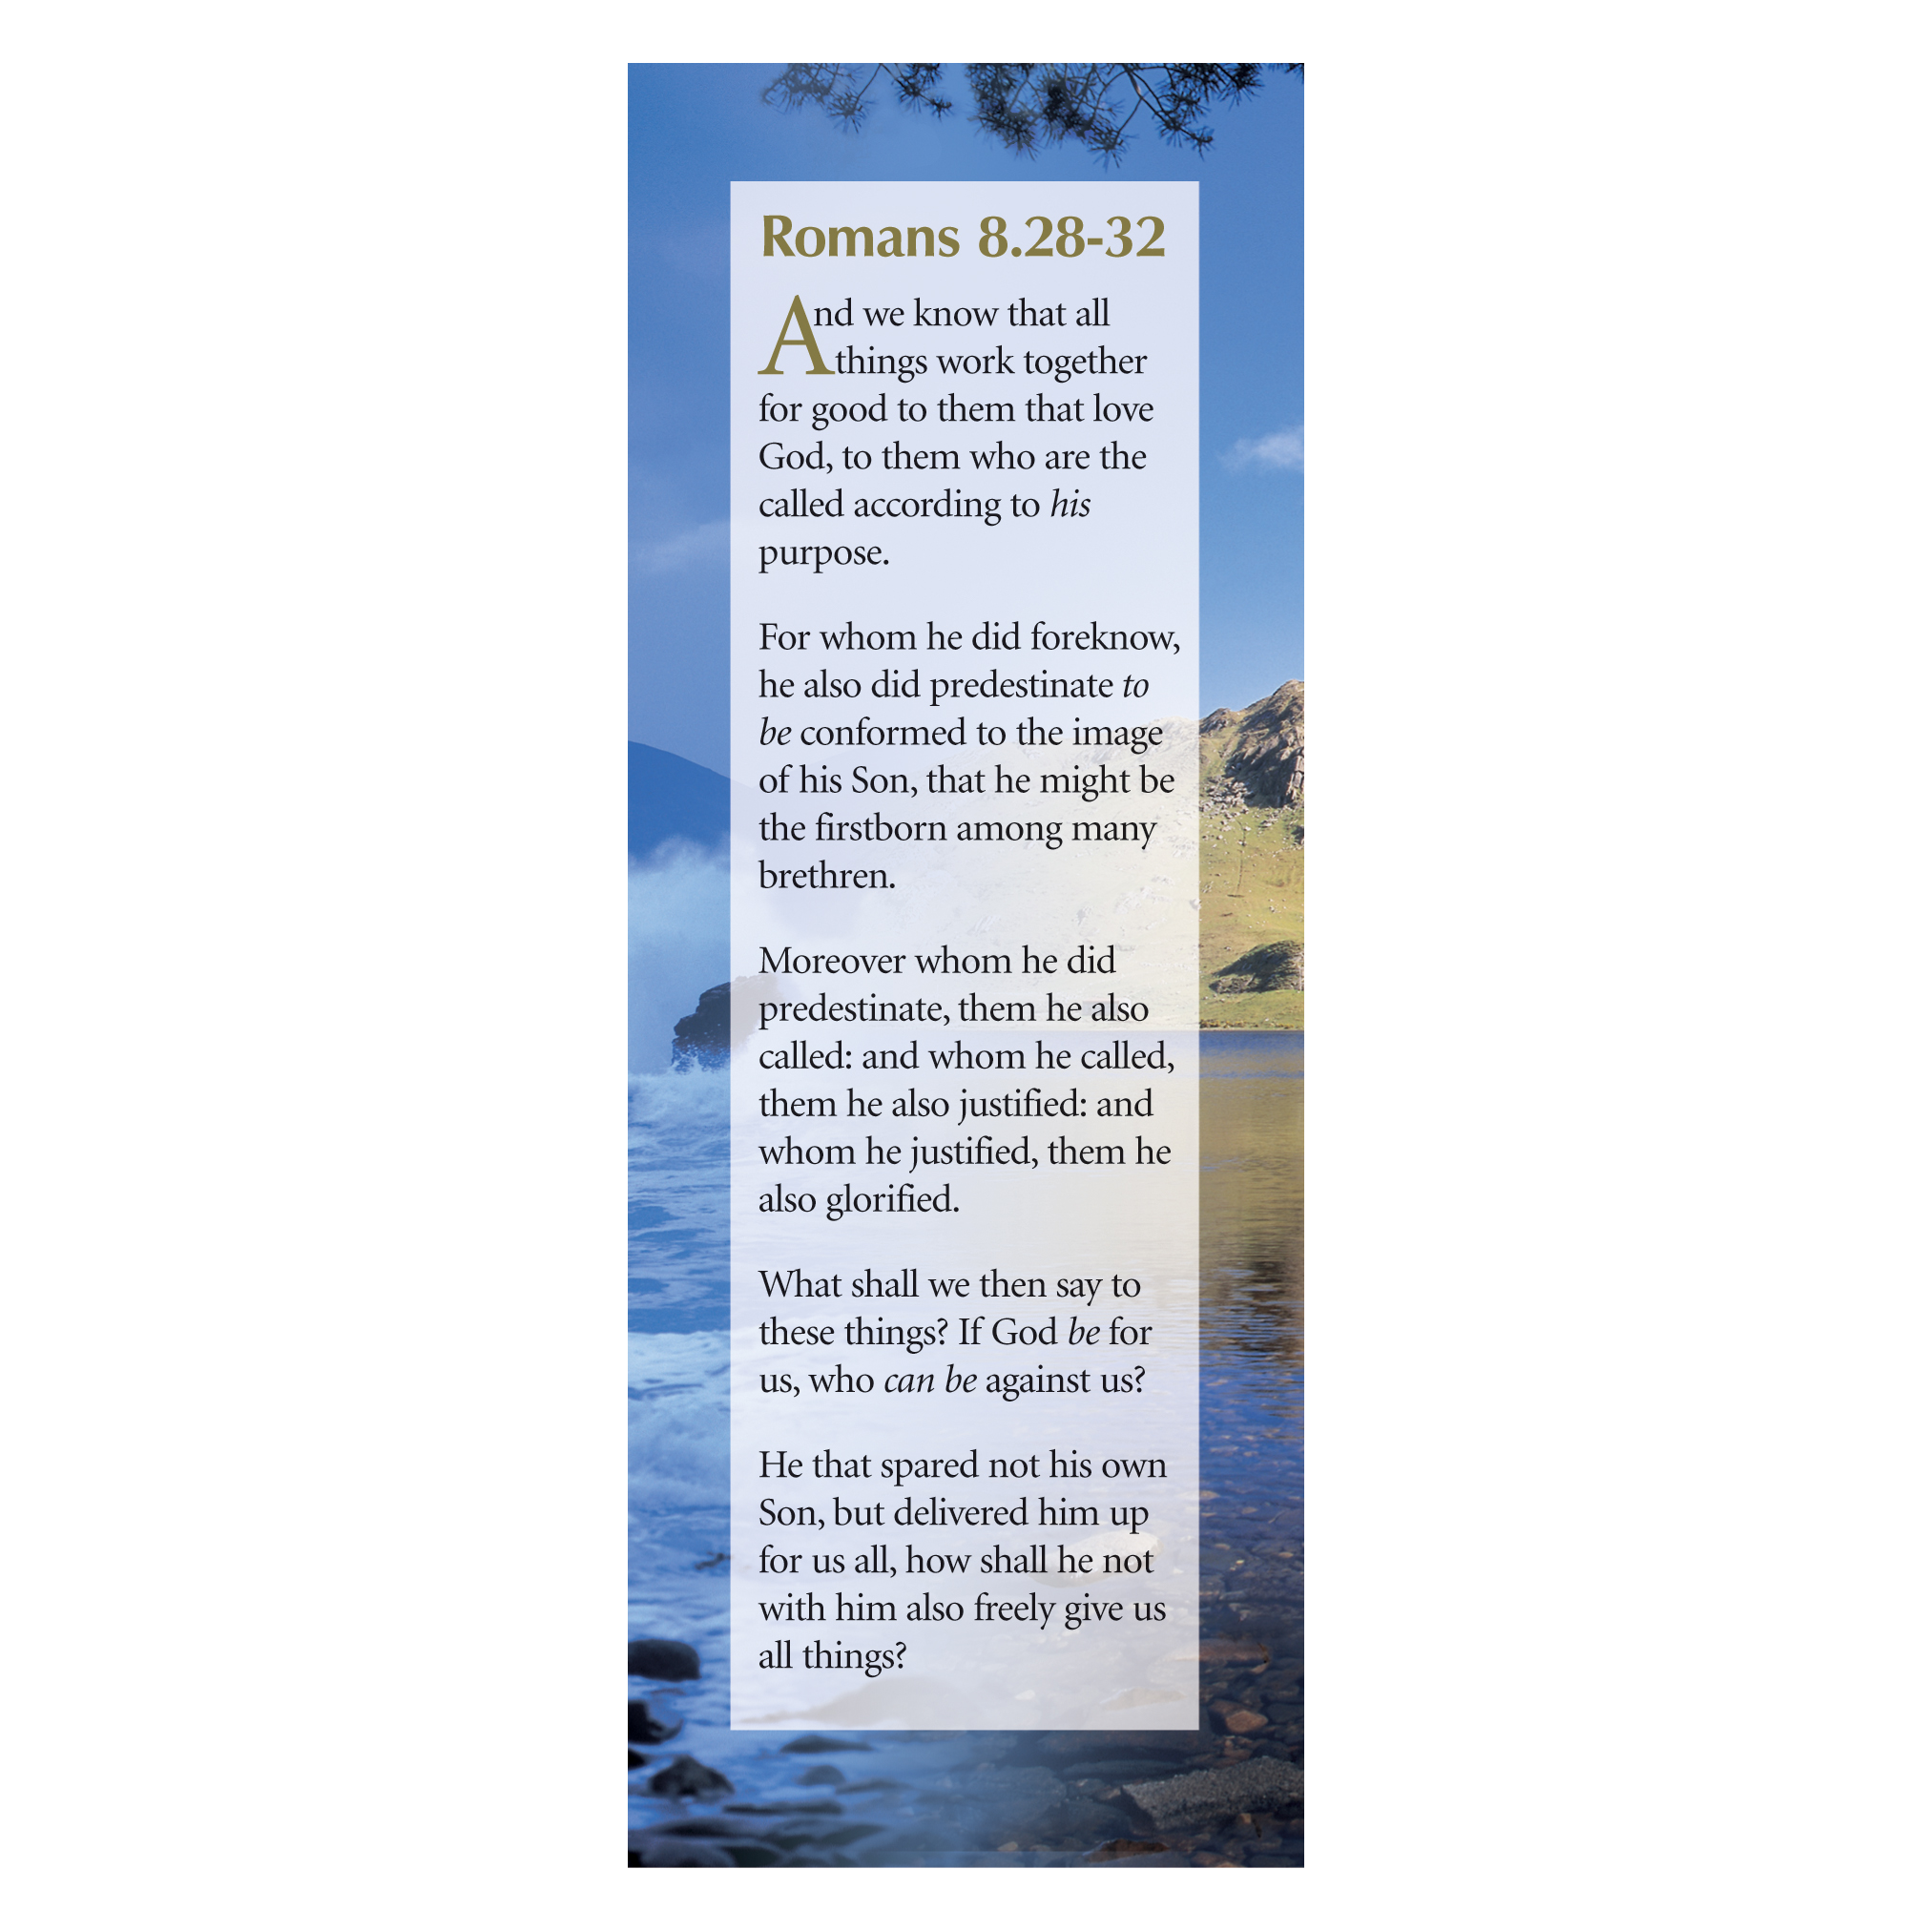 Romans 8.28-32
And we know that all
things work together
for good to them that love
God, to them who are the
called according to his
purpose.
For whom he did foreknow,
he also did predestinate to
be conformed to the image
of his Son, that he might be
the firstborn among many
brethren.
Moreover whom he did
predestinate, them he also
called: and whom he called,
them he also justified: and
whom he justified, them he
also glorified.
What shall we then say to
these things? If God be for
us, who can be against us?
He that spared not his own
Son, but delivered him up
for us all, how shall he not
with him also freely give us
all things?